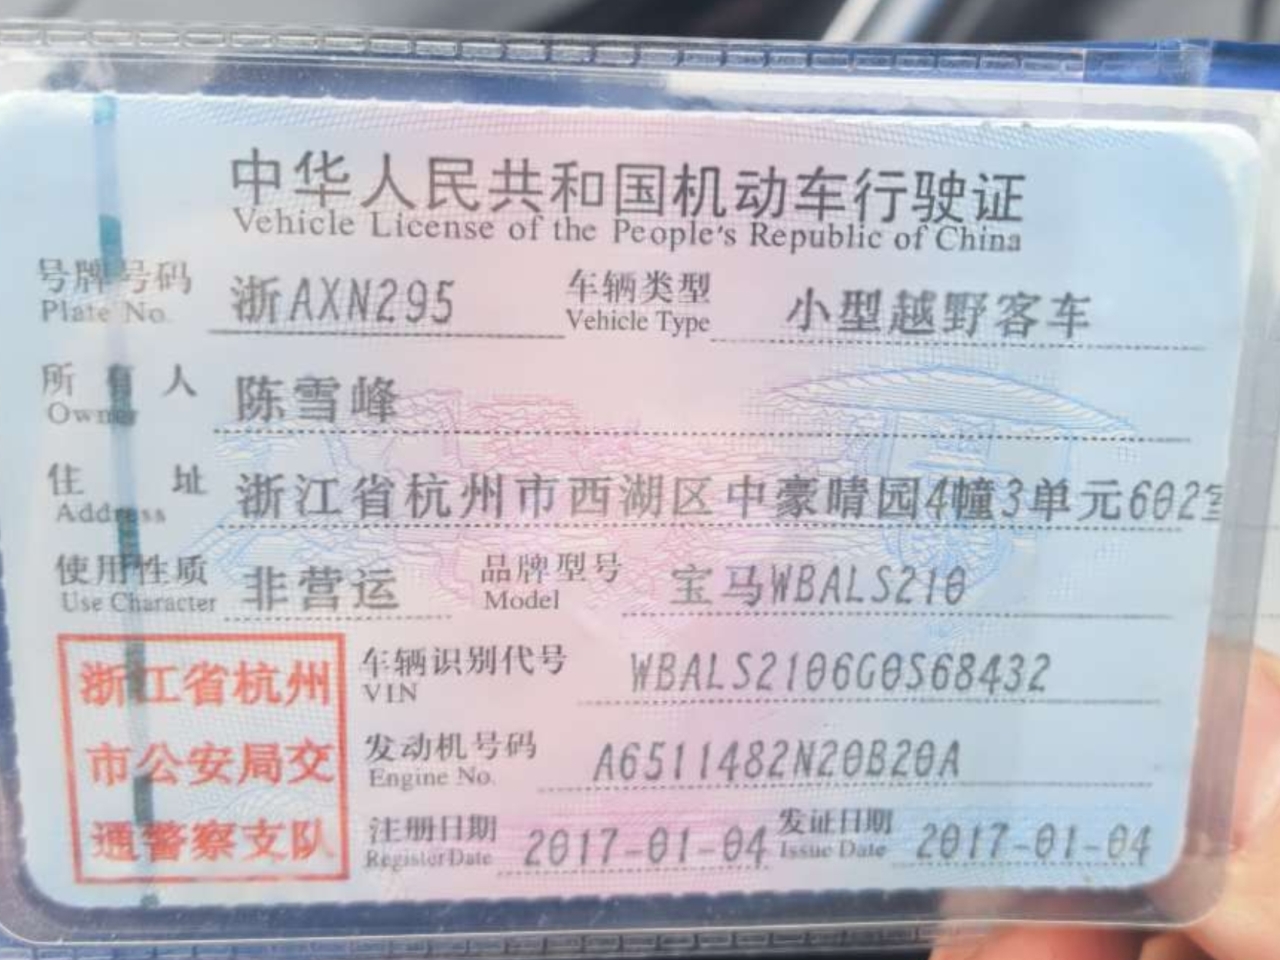 中华人民共和国机动车行驶证
Vehicle License of the People's Republic of China
号牌号码 浙AXN295 车辆类型 小型越野客车
Plate No. Vehicle Type
所有人 陈雪峰
Owner
住址 浙江省杭州市西湖区中豪晴园4幢3单元602室
Address
使用性质 非营运 品牌型号 宝马WBALS210
Use Character Model
浙江省杭州
市公安局交
通警察支队
车辆识别代号 WBALS2106G0S68432
VIN
发动机号码 A6511482N20B20A
Engine No.
注册日期 2017-01-04 发证日期 2017-01-04
Register Date Issue Date